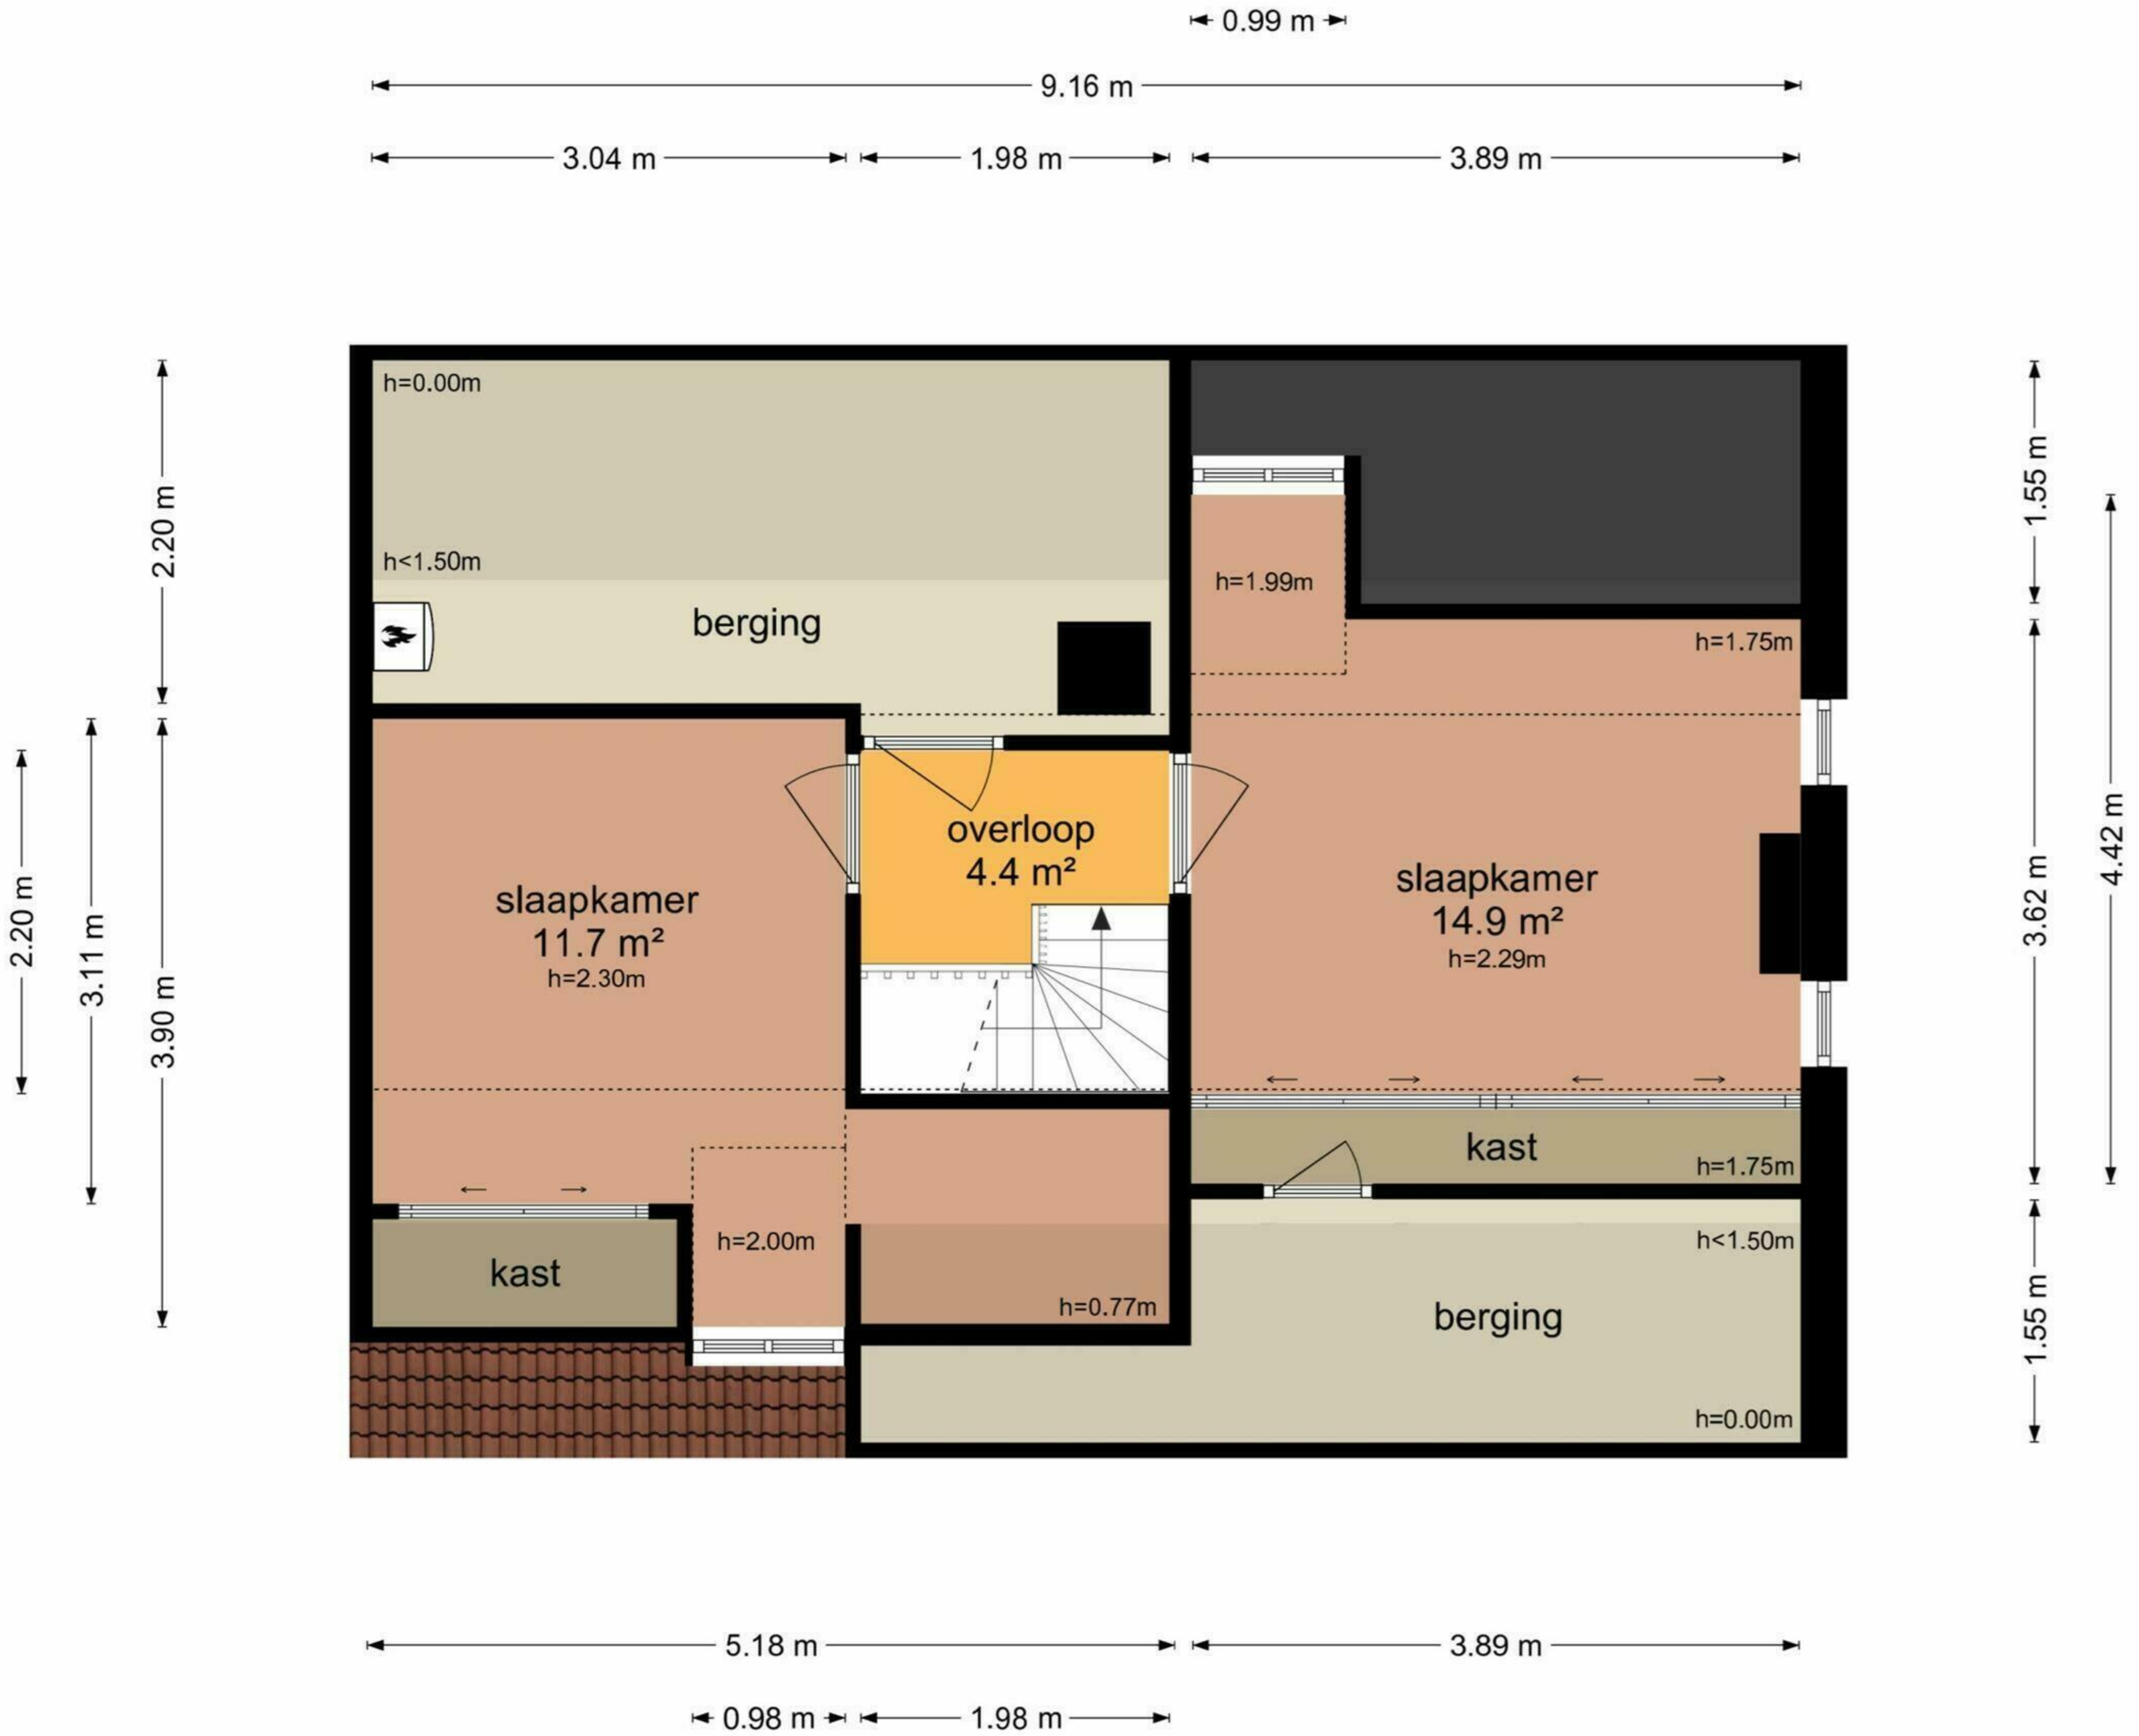 0.99 m
9.16 m
3.04 m
1.98 m
3.89 m
h=0.00m
h<1.50m
berging
2.20 m
1.55 m
h=1.99m
h=1.75m
overloop
4.4 m²
slaapkamer
11.7 m²
h=2.30m
slaapkamer
14.9 m²
h=2.29m
2.20 m
3.11 m
3.90 m
3.62 m
4.42 m
kast
h=1.75m
kast
h=2.00m
h=0.77m
h<1.50m
berging
h=0.00m
1.55 m
5.18 m
3.89 m
0.98 m
1.98 m